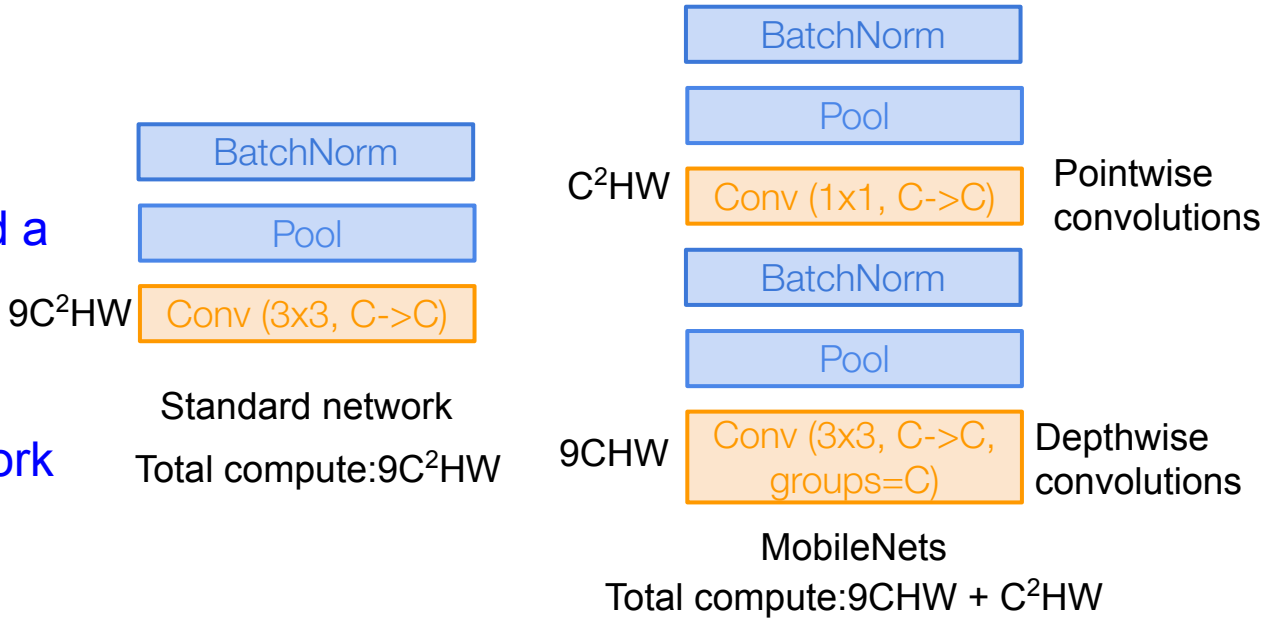 d a
ork
BatchNorm
Pool
9C²HW
Conv (3x3, C->C)
Standard network
Total compute:9C²HW
BatchNorm
Pool
C²HW
Conv (1x1, C->C)
Pointwise
convolutions
BatchNorm
Pool
9CHW
Conv (3x3, C->C,
groups=C)
Depthwise
convolutions
MobileNets
Total compute:9CHW + C²HW